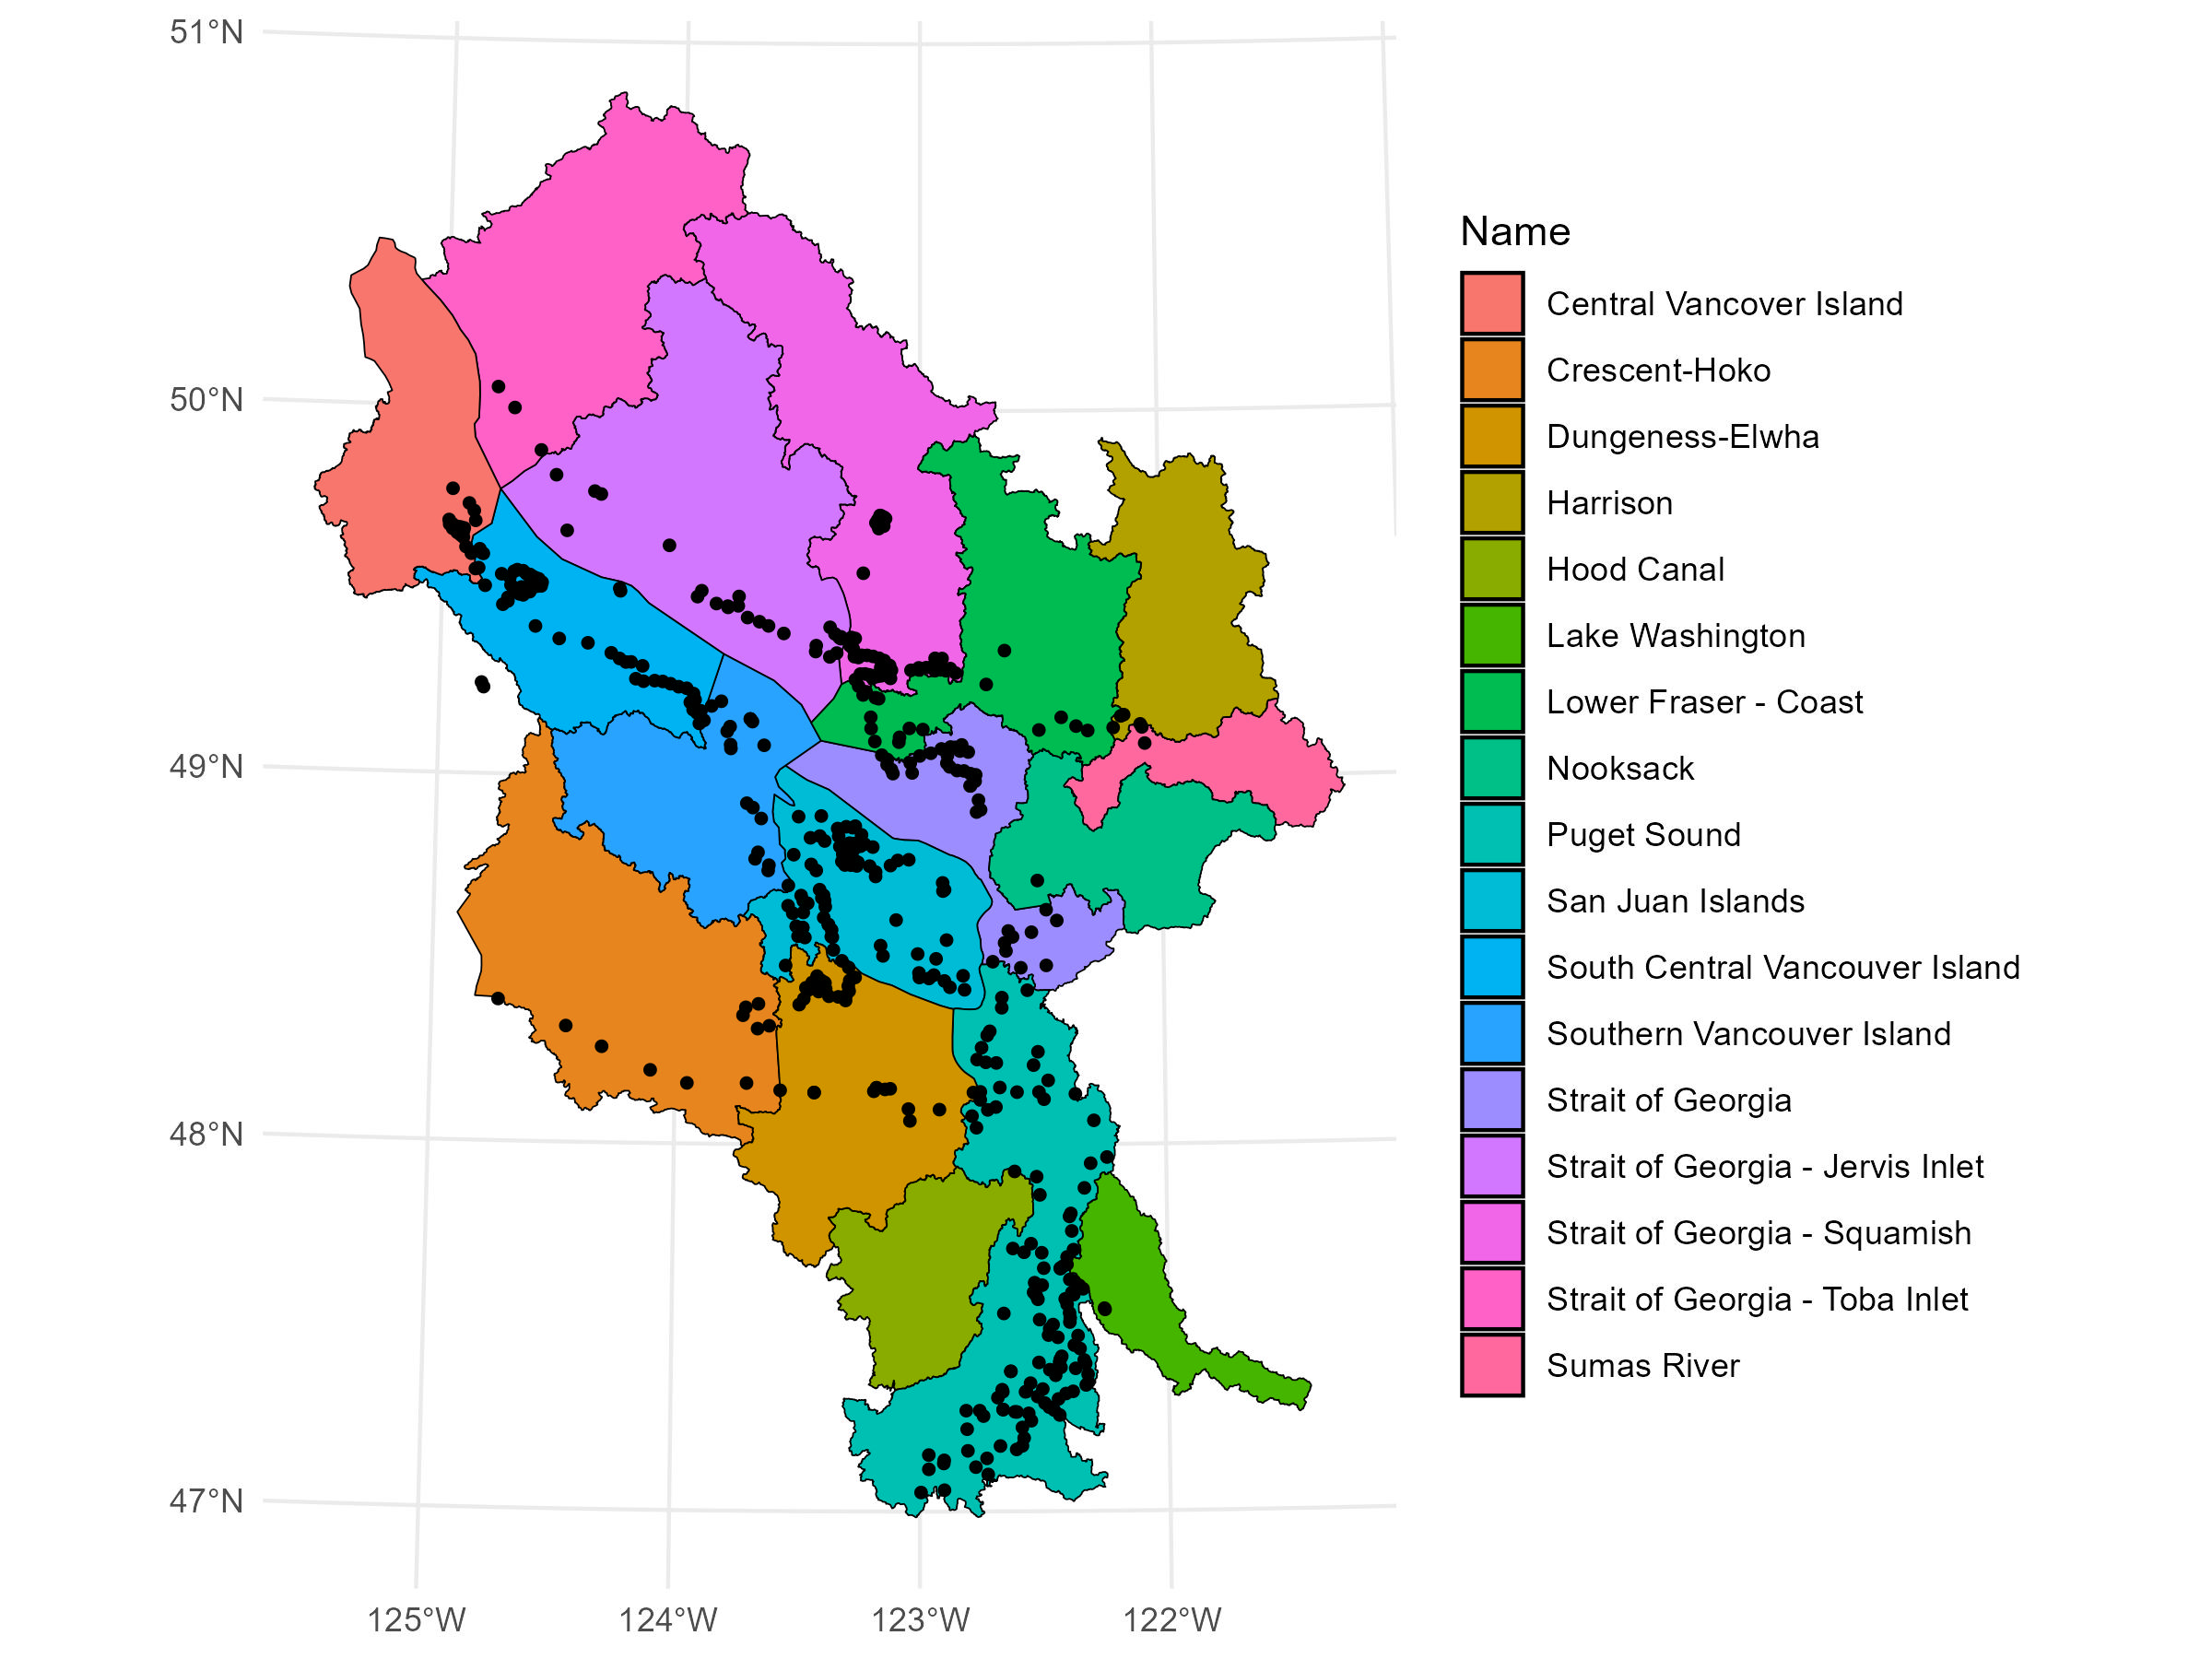 51°N
50°N
49°N
48°N
47°N
125°W
124°W
123°W
122°W
Name
Central Vancover Island
Crescent-Hoko
Dungeness-Elwha
Harrison
Hood Canal
Lake Washington
Lower Fraser - Coast
Nooksack
Puget Sound
San Juan Islands
South Central Vancouver Island
Southern Vancouver Island
Strait of Georgia
Strait of Georgia - Jervis Inlet
Strait of Georgia - Squamish
Strait of Georgia - Toba Inlet
Sumas River